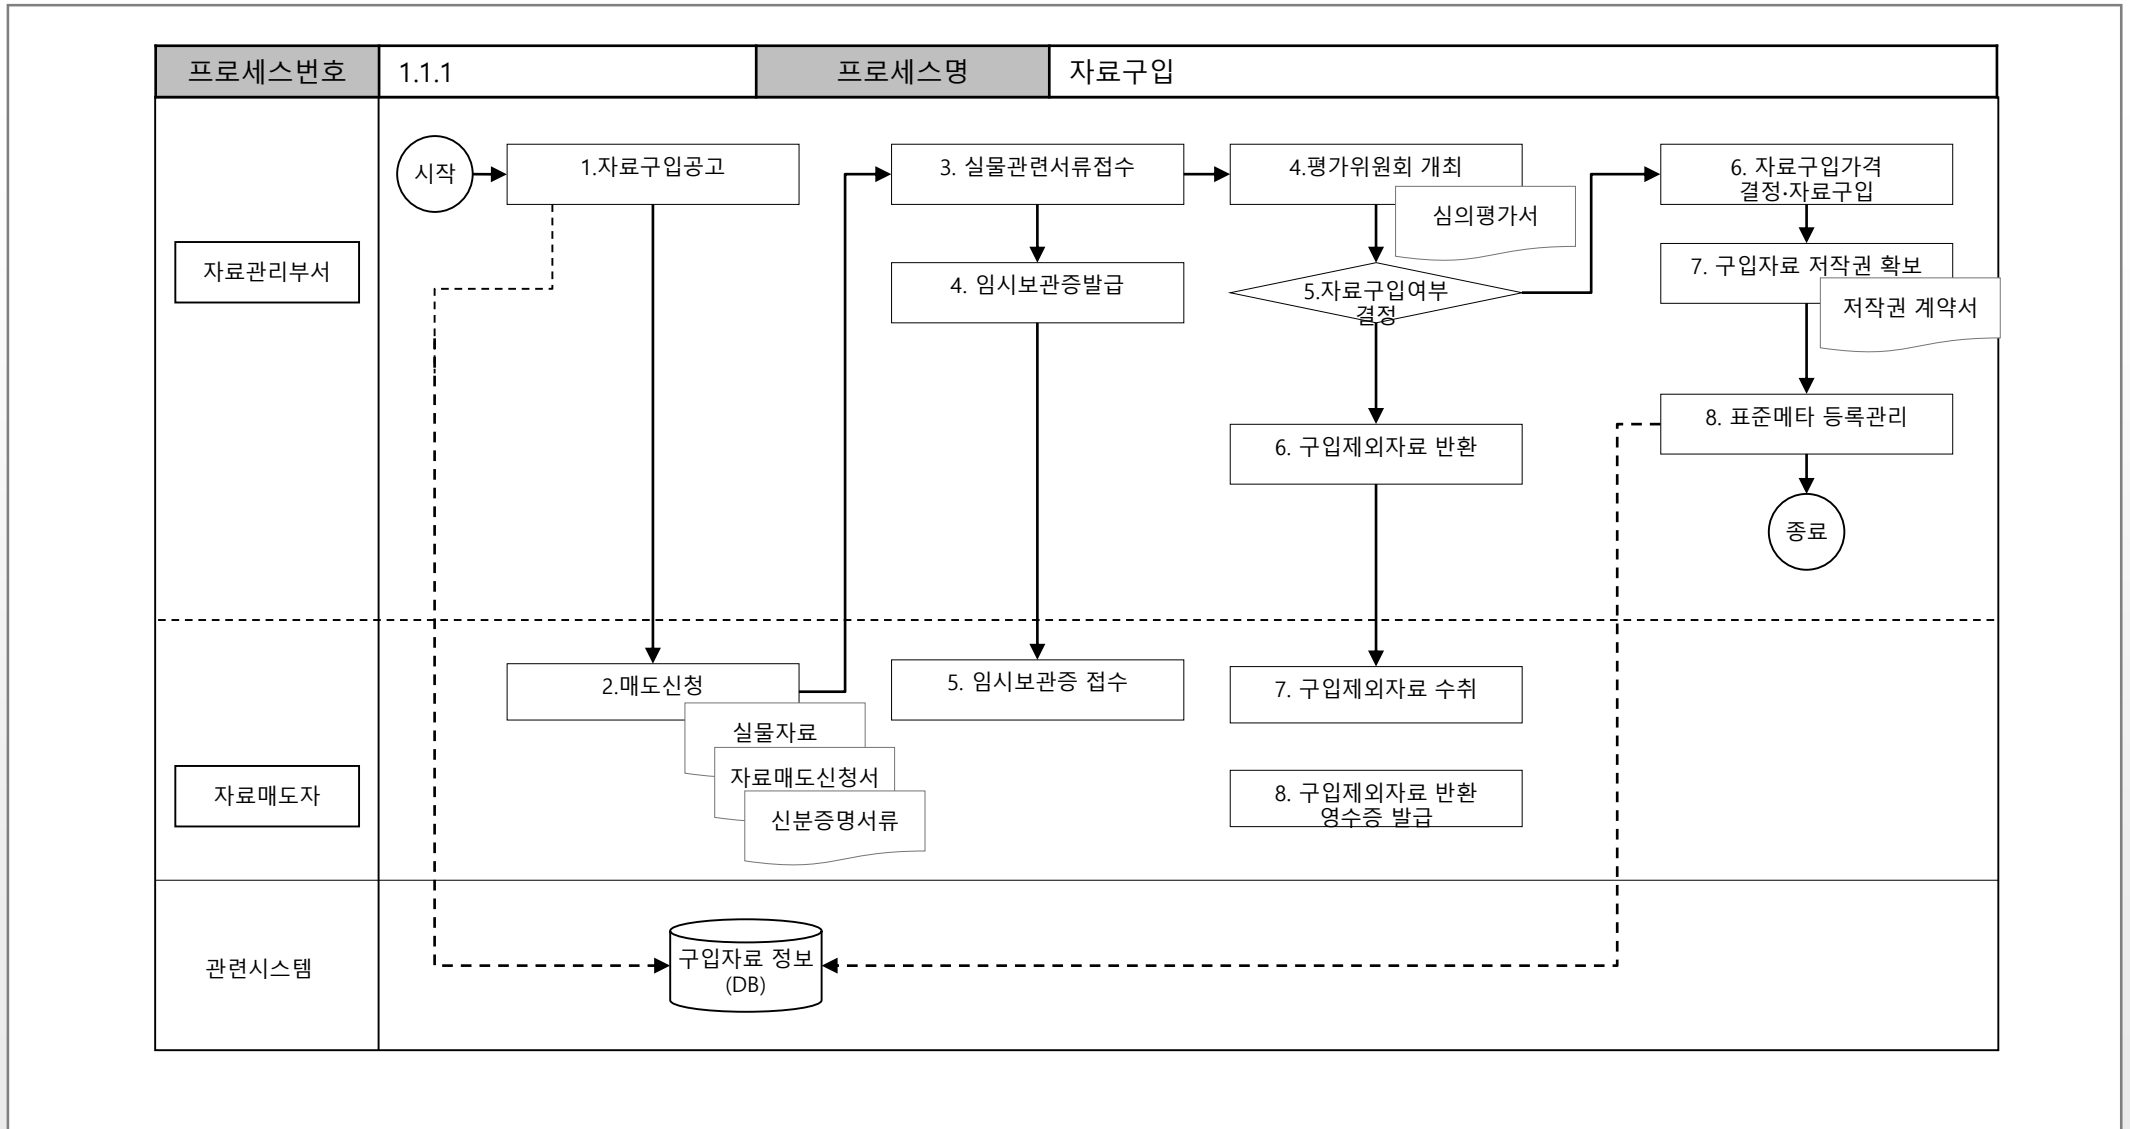 프로세스번호
1.1.1
프로세스명
자료구입
자료관리부서
시작
1.자료구입공고
3. 실물관련서류접수
4.평가위원회 개최
심의평가서
6. 자료구입가격
결정·자료구입
4. 임시보관증발급
5.자료구입여부
결정
7. 구입자료 저작권 확보
저작권 계약서
6. 구입제외자료 반환
8. 표준메타 등록관리
종료
자료매도자
2.매도신청
실물자료
자료매도신청서
신분증명서류
5. 임시보관증 접수
7. 구입제외자료 수취
8. 구입제외자료 반환
영수증 발급
관련시스템
구입자료 정보
(DB)